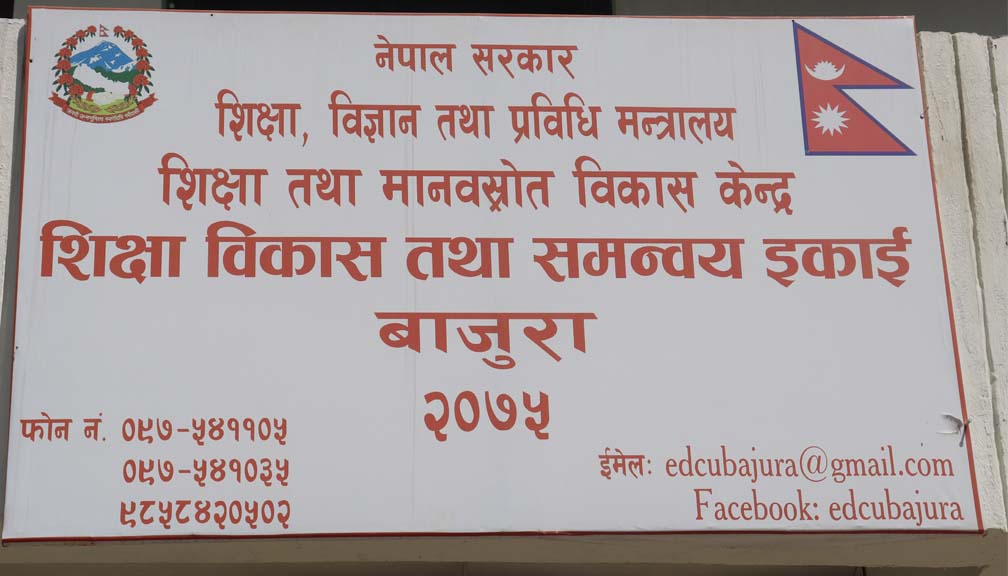 नेपाल सरकार
शिक्षा, विज्ञान तथा प्रविधि मन्त्रालय
शिक्षा तथा मानवस्रोत विकास केन्द्र
शिक्षा विकास तथा समन्वय इकाई
बाजुरा
२०७५
फोन नं. ०९७-५४११०५
०९७-५४१०३५
९८५८४२०५०२
ईमेल: edcubajura@gmail.com
Facebook: edcubajura